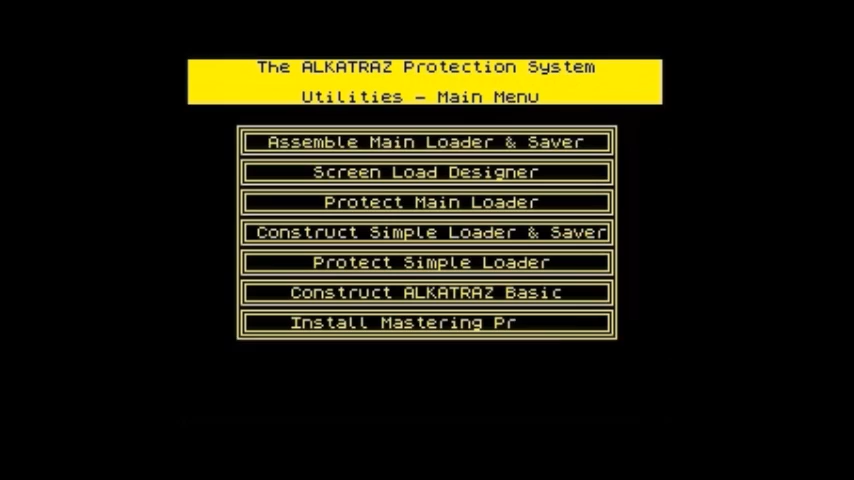 The ALKATRAZ Protection System
Utilities - Main Menu
Assemble Main Loader & Saver
Screen Load Designer
Protect Main Loader
Construct Simple Loader & Saver
Protect Simple Loader
Construct ALKATRAZ Basic
Install Mastering Pr